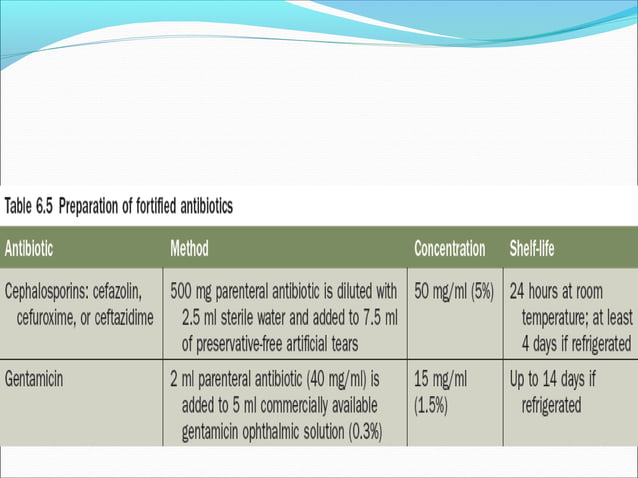 Table 6.5 Preparation of fortified antibiotics
Antibiotic Method Concentration Shelf-life
Cephalosporins: cefazolin, cefuroxime, or ceftazidime
500 mg parenteral antibiotic is diluted with
2.5 ml sterile water and added to 7.5 ml
of preservative-free artificial tears
50 mg/ml (5%)
24 hours at room
temperature; at least
4 days if refrigerated
Gentamicin
2 ml parenteral antibiotic (40 mg/ml) is
added to 5 ml commercially available
gentamicin ophthalmic solution (0.3%)
15 mg/ml
(1.5%)
Up to 14 days if
refrigerated